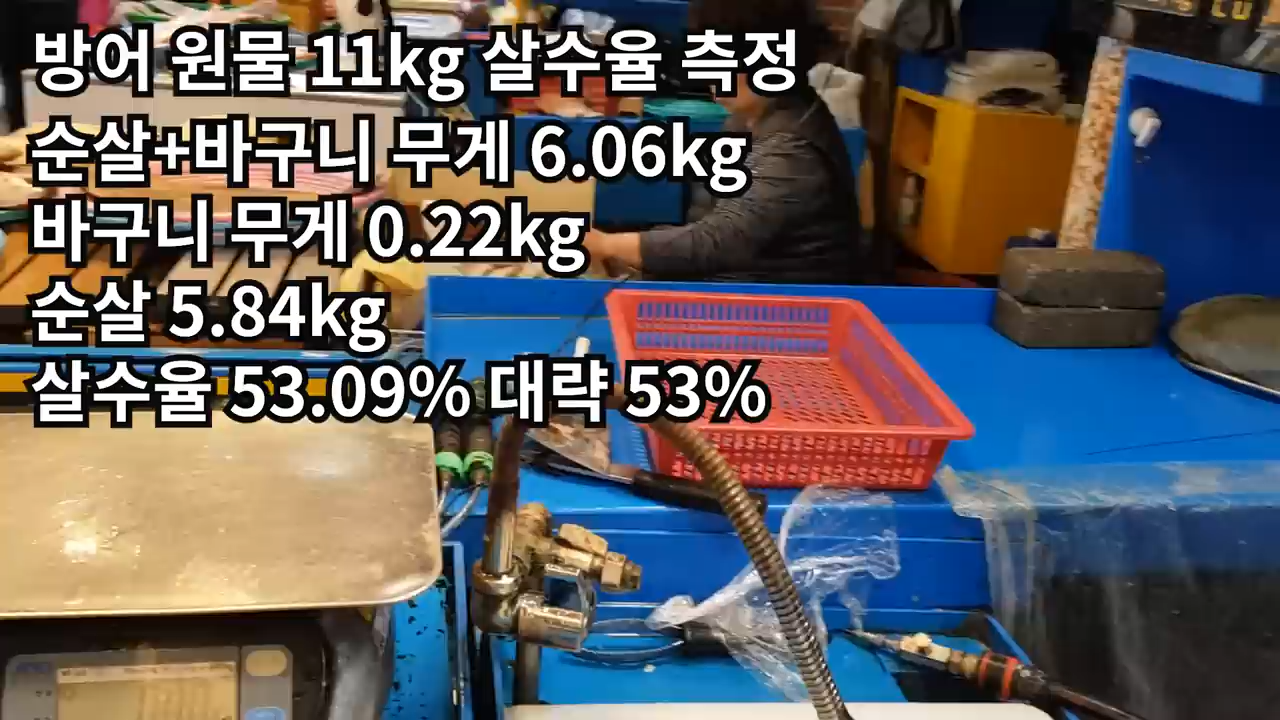 방어 원물 11kg 살수율 측정
순살+바구니 무게 6.06kg
바구니 무게 0.22kg
순살 5.84kg
살수율 53.09% 대략 53%